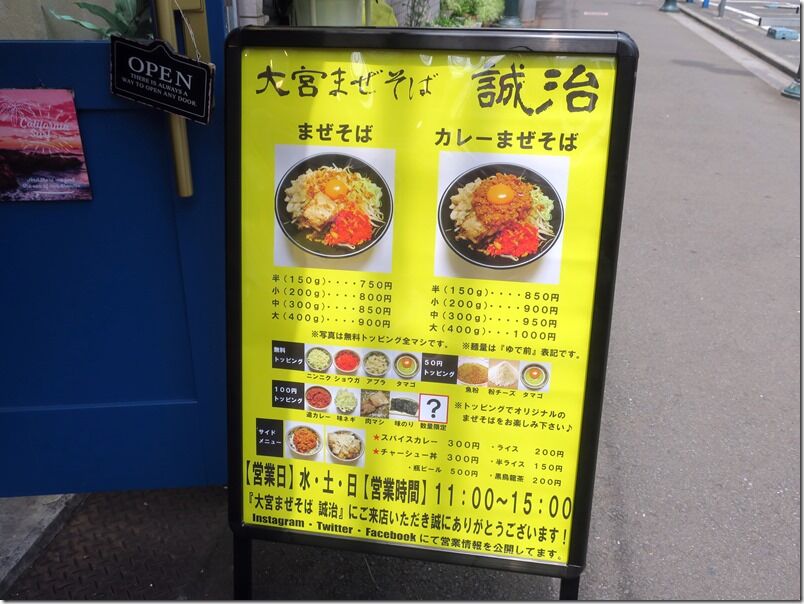 OPEN
THERE IS ALWAYS A
WAY TO OPEN ANY DOOR.
California
Surf
大宮まぜそば 誠治
まぜそば
カレーまぜそば
半(150g)・・・・750円
小(200g)・・・・800円
中(300g)・・・・850円
大(400g)・・・・900円
半(150g)・・・・850円
小(200g)・・・・900円
中(300g)・・・・950円
大(400g)・・・・1000円
※写真は無料トッピング全マシです。
※麺量は『ゆで前』表記です。
無料
トッピング
ニンニク ショウガ アブラ タマゴ
50円
トッピング
魚粉 粉チーズ タマゴ
100円
トッピング
追カレー 味ネギ 肉マシ 味のり 数量限定
?
※トッピングでオリジナルの
まぜそばをお楽しみ下さい♪
サイド
メニュー
★スパイスカレー 300円 ・ライス 200円
★チャーシュー丼 300円 ・半ライス 150円
・瓶ビール 500円 ・黒烏龍茶 200円
【営業日】水・土・日【営業時間】11:00~15:00
『大宮まぜそば 誠治』にご来店いただき誠にありがとうございます!
Instagram・Twitter・Facebookにて営業情報を公開してます。